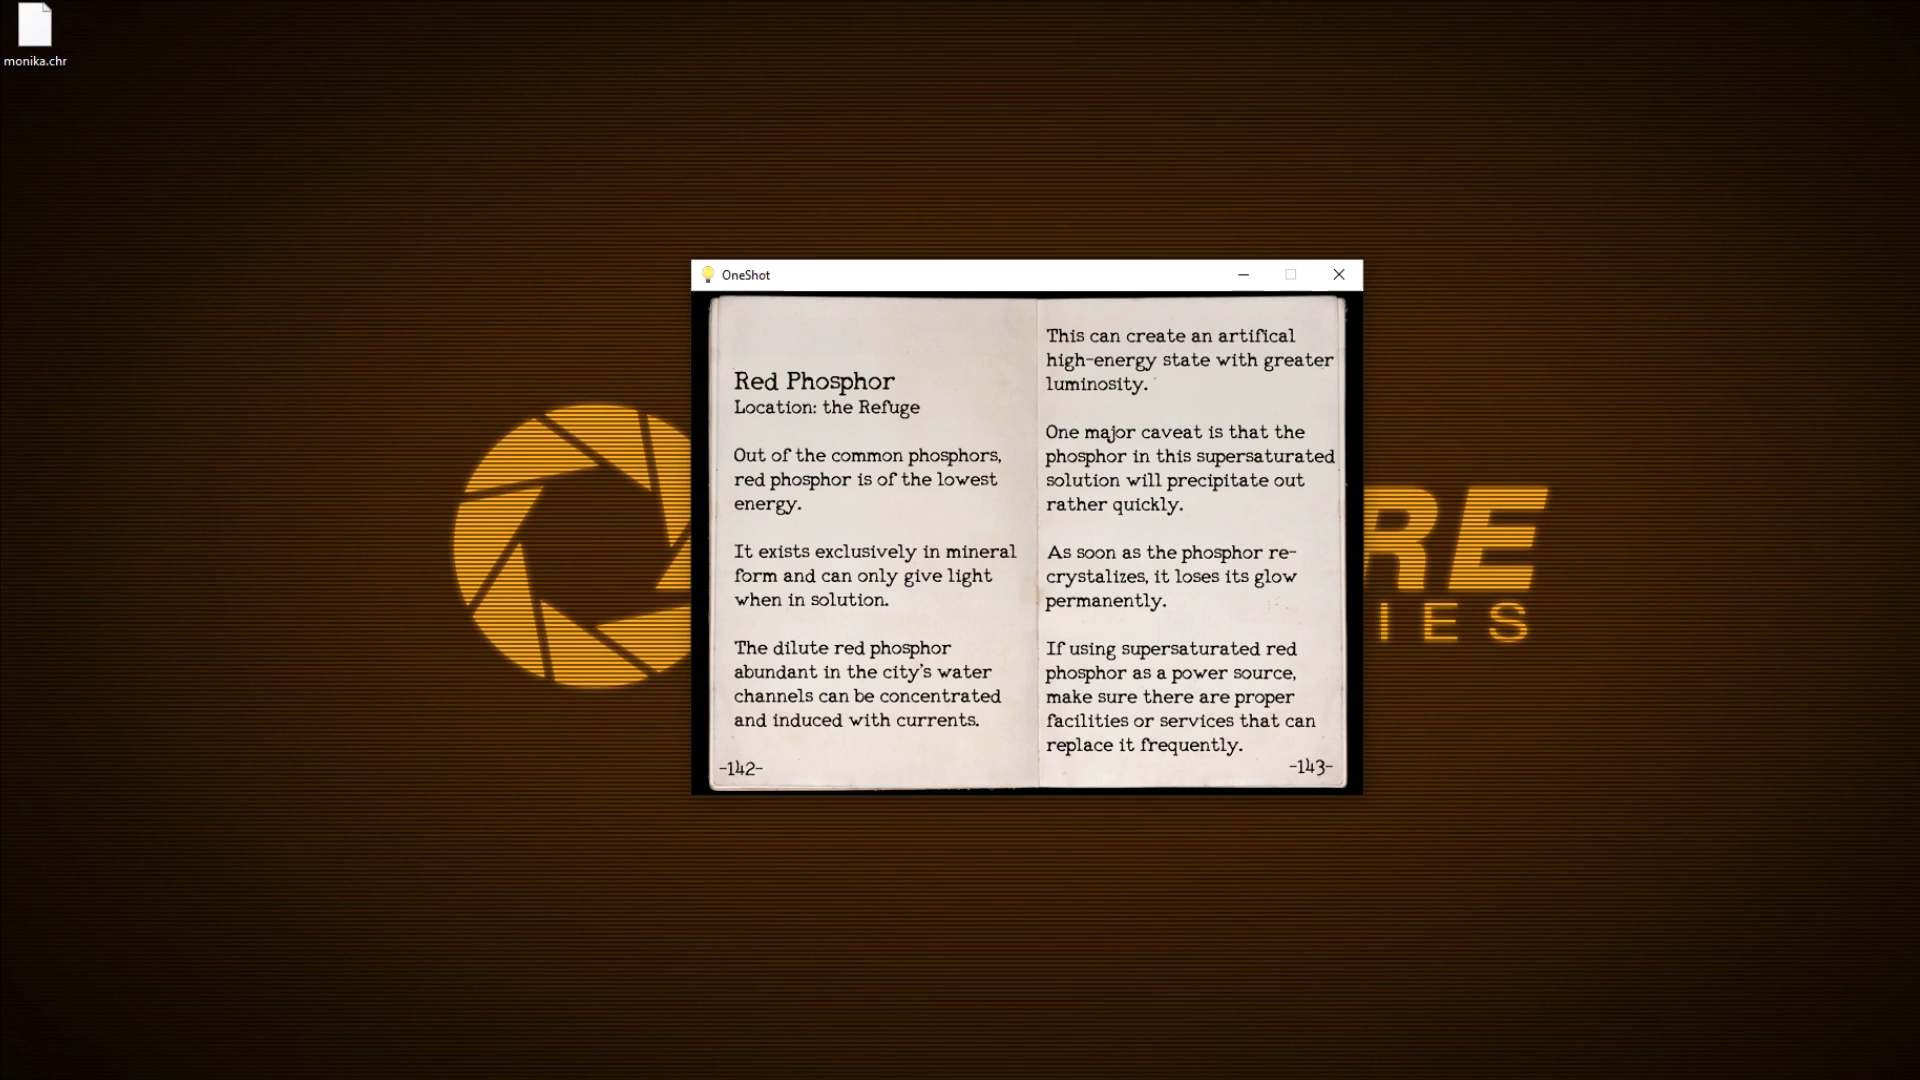 monika.chr
OneShot
Red Phosphor
Location: the Refuge
Out of the common phosphors,
red phosphor is of the lowest
energy.
It exists exclusively in mineral
form and can only give light
when in solution.
The dilute red phosphor
abundant in the city's water
channels can be concentrated
and induced with currents.
-142-
This can create an artifical
high-energy state with greater
luminosity.
One major caveat is that the
phosphor in this supersaturated
solution will precipitate out
rather quickly.
As soon as the phosphor re-
crystalizes, it loses its glow
permanently.
If using supersaturated red
phosphor as a power source,
make sure there are proper
facilities or services that can
replace it frequently.
-143-
RE
IES